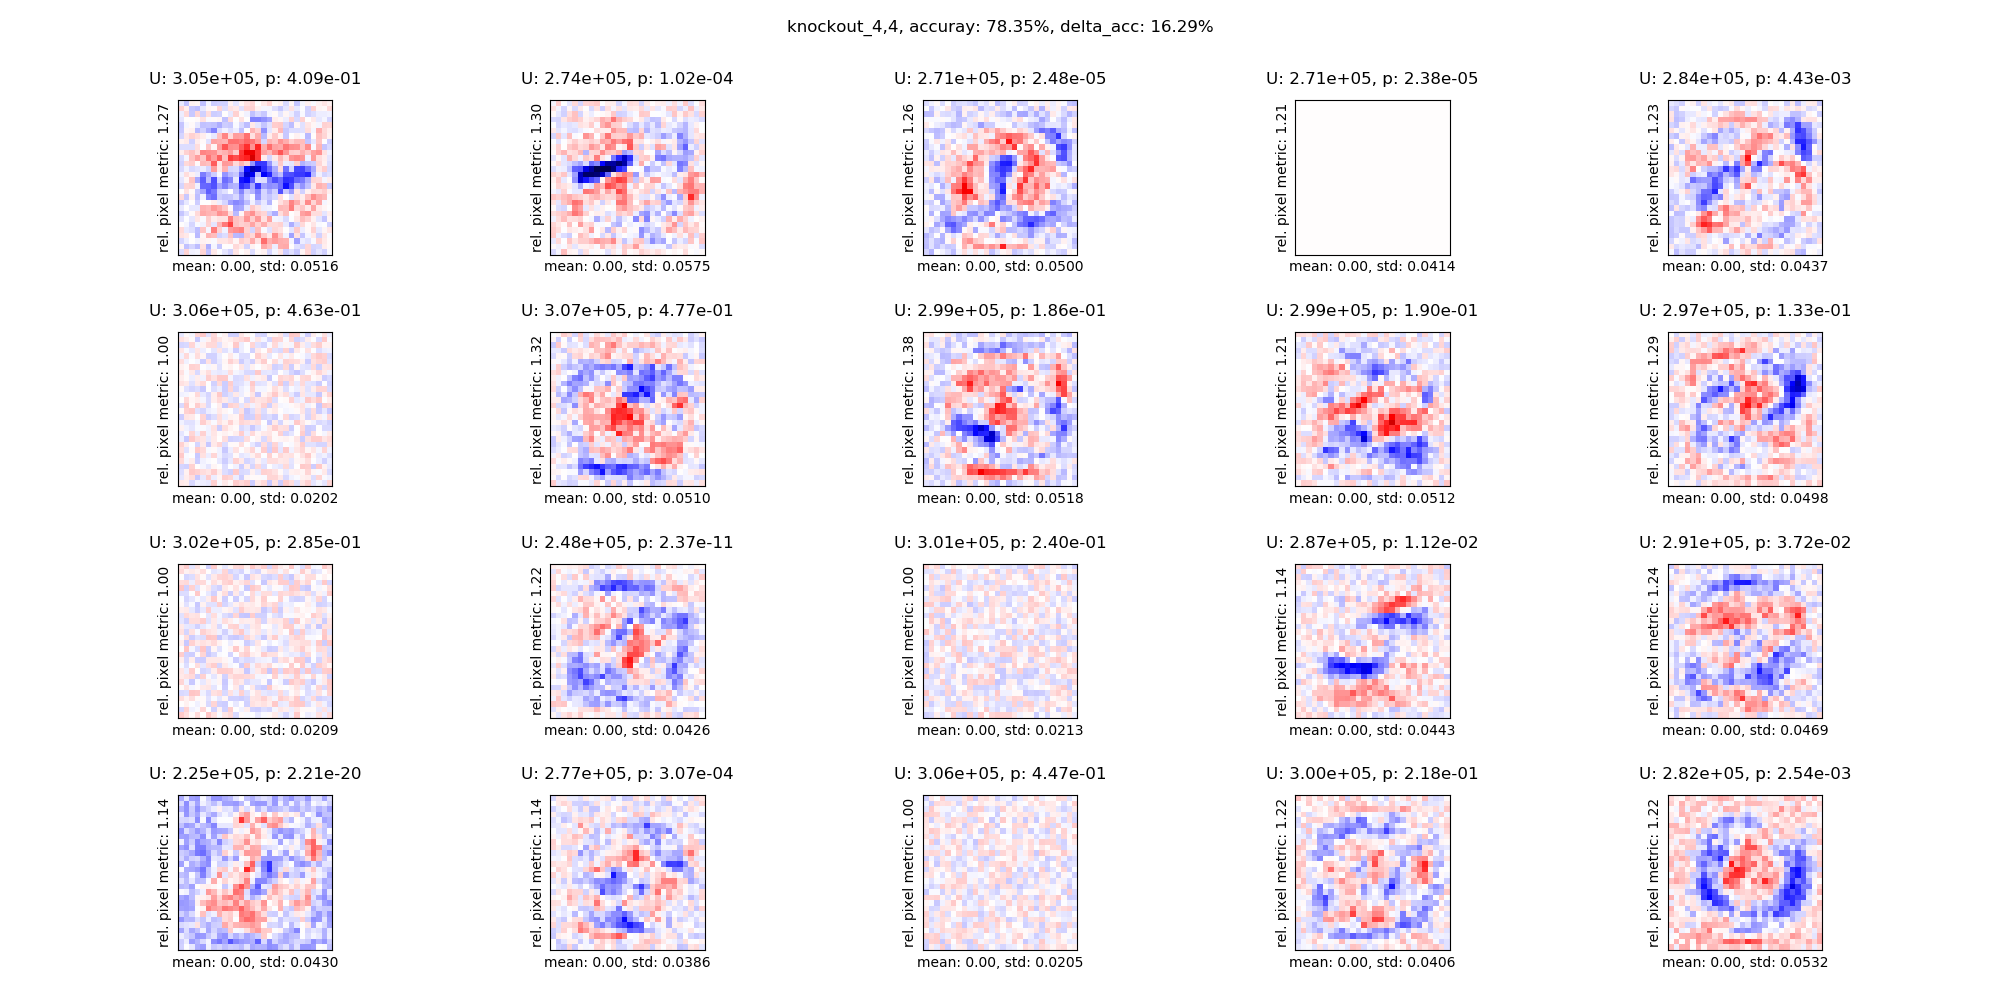 knockout_4,4, accuray: 78.35%, delta_acc: 16.29%
U: 3.05e+05, p: 4.09e-01
rel. pixel metric: 1.27
mean: 0.00, std: 0.0516
U: 2.74e+05, p: 1.02e-04
rel. pixel metric: 1.30
mean: 0.00, std: 0.0575
U: 2.71e+05, p: 2.48e-05
rel. pixel metric: 1.26
mean: 0.00, std: 0.0500
U: 2.71e+05, p: 2.38e-05
rel. pixel metric: 1.21
mean: 0.00, std: 0.0414
U: 2.84e+05, p: 4.43e-03
rel. pixel metric: 1.23
mean: 0.00, std: 0.0437
U: 3.06e+05, p: 4.63e-01
rel. pixel metric: 1.00
mean: 0.00, std: 0.0202
U: 3.07e+05, p: 4.77e-01
rel. pixel metric: 1.32
mean: 0.00, std: 0.0510
U: 2.99e+05, p: 1.86e-01
rel. pixel metric: 1.38
mean: 0.00, std: 0.0518
U: 2.99e+05, p: 1.90e-01
rel. pixel metric: 1.21
mean: 0.00, std: 0.0512
U: 2.97e+05, p: 1.33e-01
rel. pixel metric: 1.29
mean: 0.00, std: 0.0498
U: 3.02e+05, p: 2.85e-01
rel. pixel metric: 1.00
mean: 0.00, std: 0.0209
U: 2.48e+05, p: 2.37e-11
rel. pixel metric: 1.22
mean: 0.00, std: 0.0426
U: 3.01e+05, p: 2.40e-01
rel. pixel metric: 1.00
mean: 0.00, std: 0.0213
U: 2.87e+05, p: 1.12e-02
rel. pixel metric: 1.14
mean: 0.00, std: 0.0443
U: 2.91e+05, p: 3.72e-02
rel. pixel metric: 1.24
mean: 0.00, std: 0.0469
U: 2.25e+05, p: 2.21e-20
rel. pixel metric: 1.14
mean: 0.00, std: 0.0430
U: 2.77e+05, p: 3.07e-04
rel. pixel metric: 1.14
mean: 0.00, std: 0.0386
U: 3.06e+05, p: 4.47e-01
rel. pixel metric: 1.00
mean: 0.00, std: 0.0205
U: 3.00e+05, p: 2.18e-01
rel. pixel metric: 1.22
mean: 0.00, std: 0.0406
U: 2.82e+05, p: 2.54e-03
rel. pixel metric: 1.22
mean: 0.00, std: 0.0532